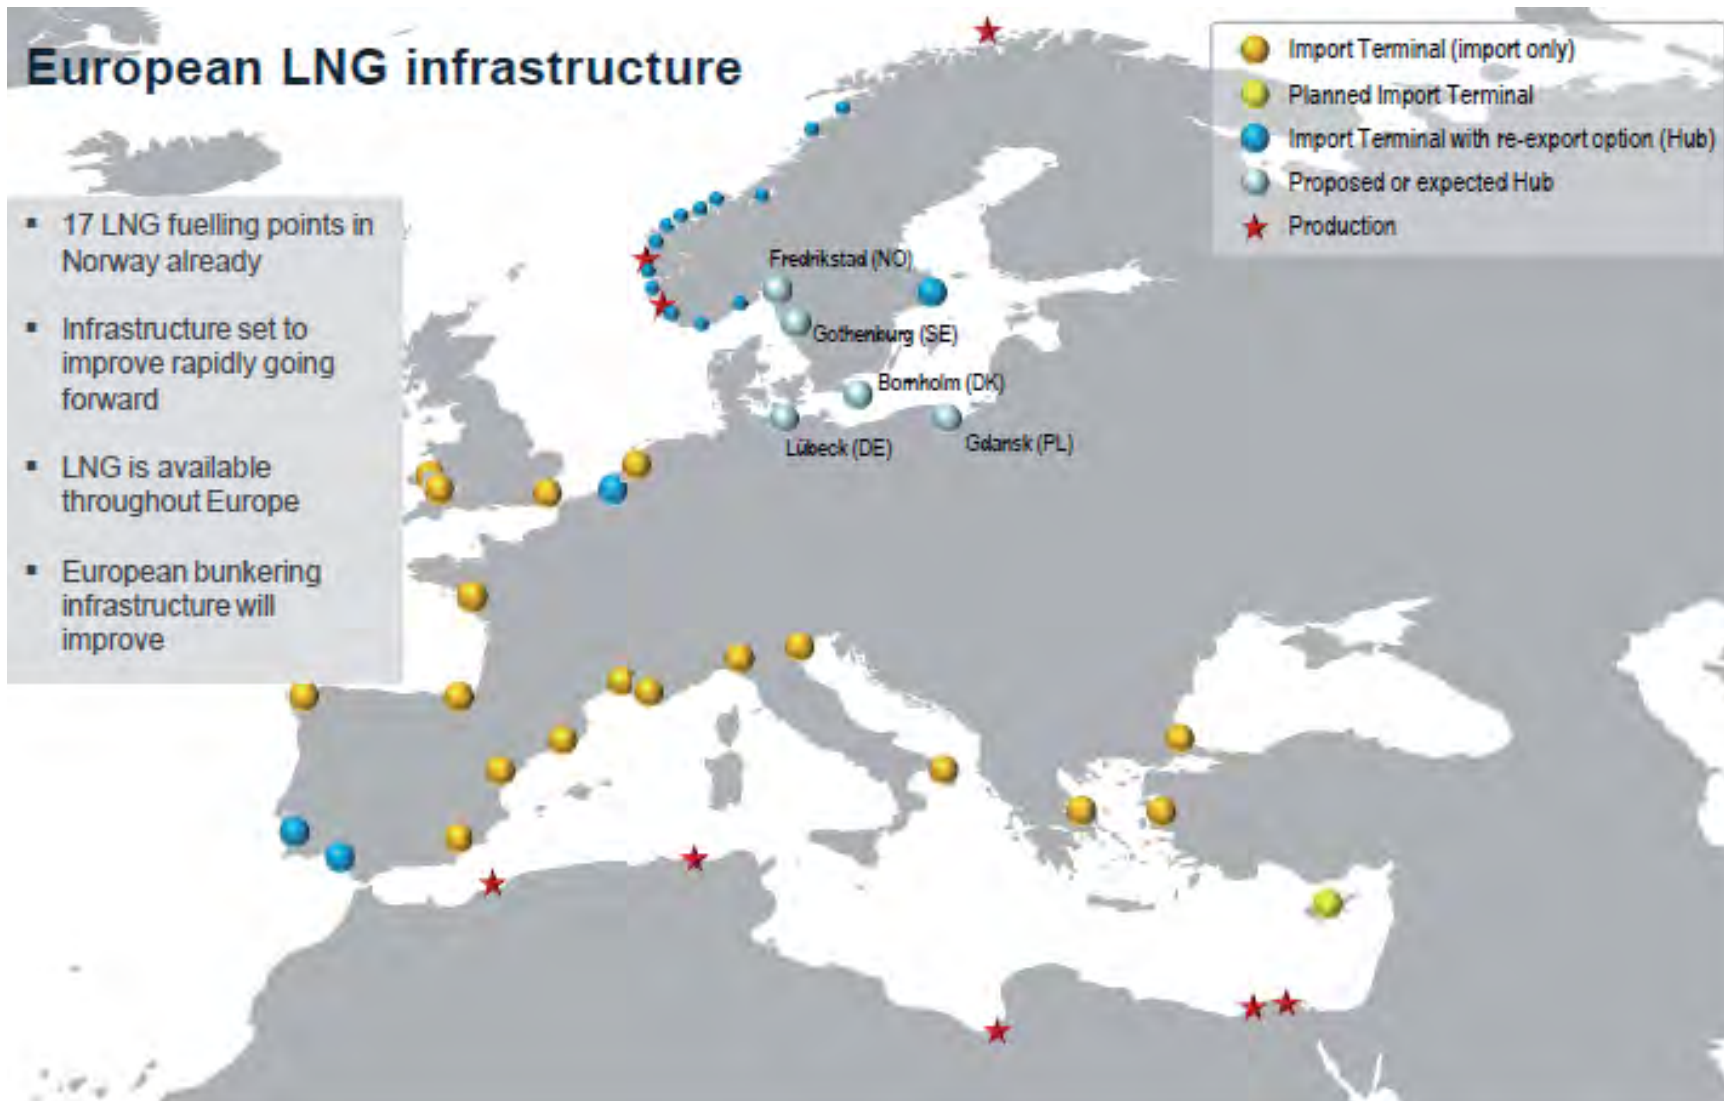 European LNG infrastructure
▪ 17 LNG fuelling points in
Norway already
▪ Infrastructure set to
improve rapidly going
forward
▪ LNG is available
throughout Europe
▪ European bunkering
infrastructure will
improve
Import Terminal (import only)
Planned Import Terminal
Import Terminal with re-export option (Hub)
Proposed or expected Hub
Production
Fredrikstad (NO)
Gothenburg (SE)
Bornholm (DK)
Lübeck (DE)
Gdansk (PL)